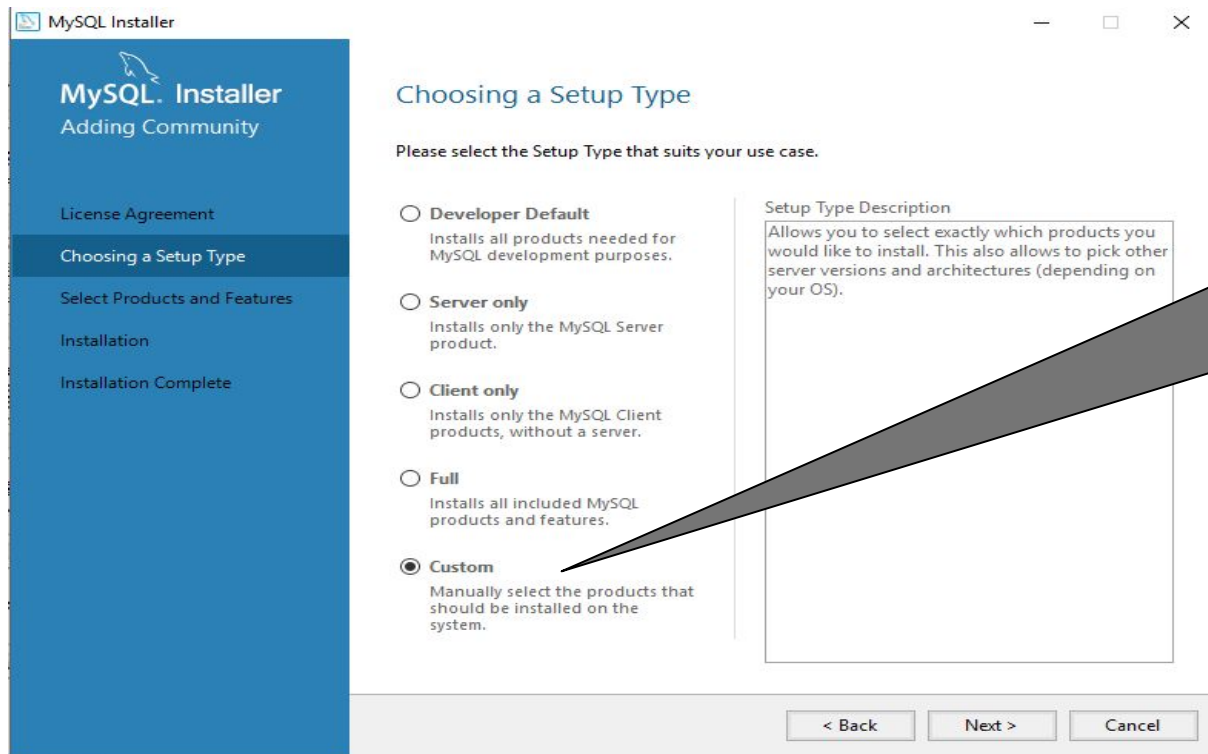 MySQL Installer
MySQL. Installer
Adding Community
License Agreement
Choosing a Setup Type
Select Products and Features
Installation
Installation Complete
Choosing a Setup Type
Please select the Setup Type that suits your use case.
Developer Default
Installs all products needed for
MySQL development purposes.
Server only
Installs only the MySQL Server
product.
Client only
Installs only the MySQL Client
products, without a server.
Full
Installs all included MySQL
products and features.
Custom
Manually select the products that
should be installed on the
system.
Setup Type Description
Allows you to select exactly which products you
would like to install. This also allows to pick other
server versions and architectures (depending on
your OS).
< Back
Next >
Cancel